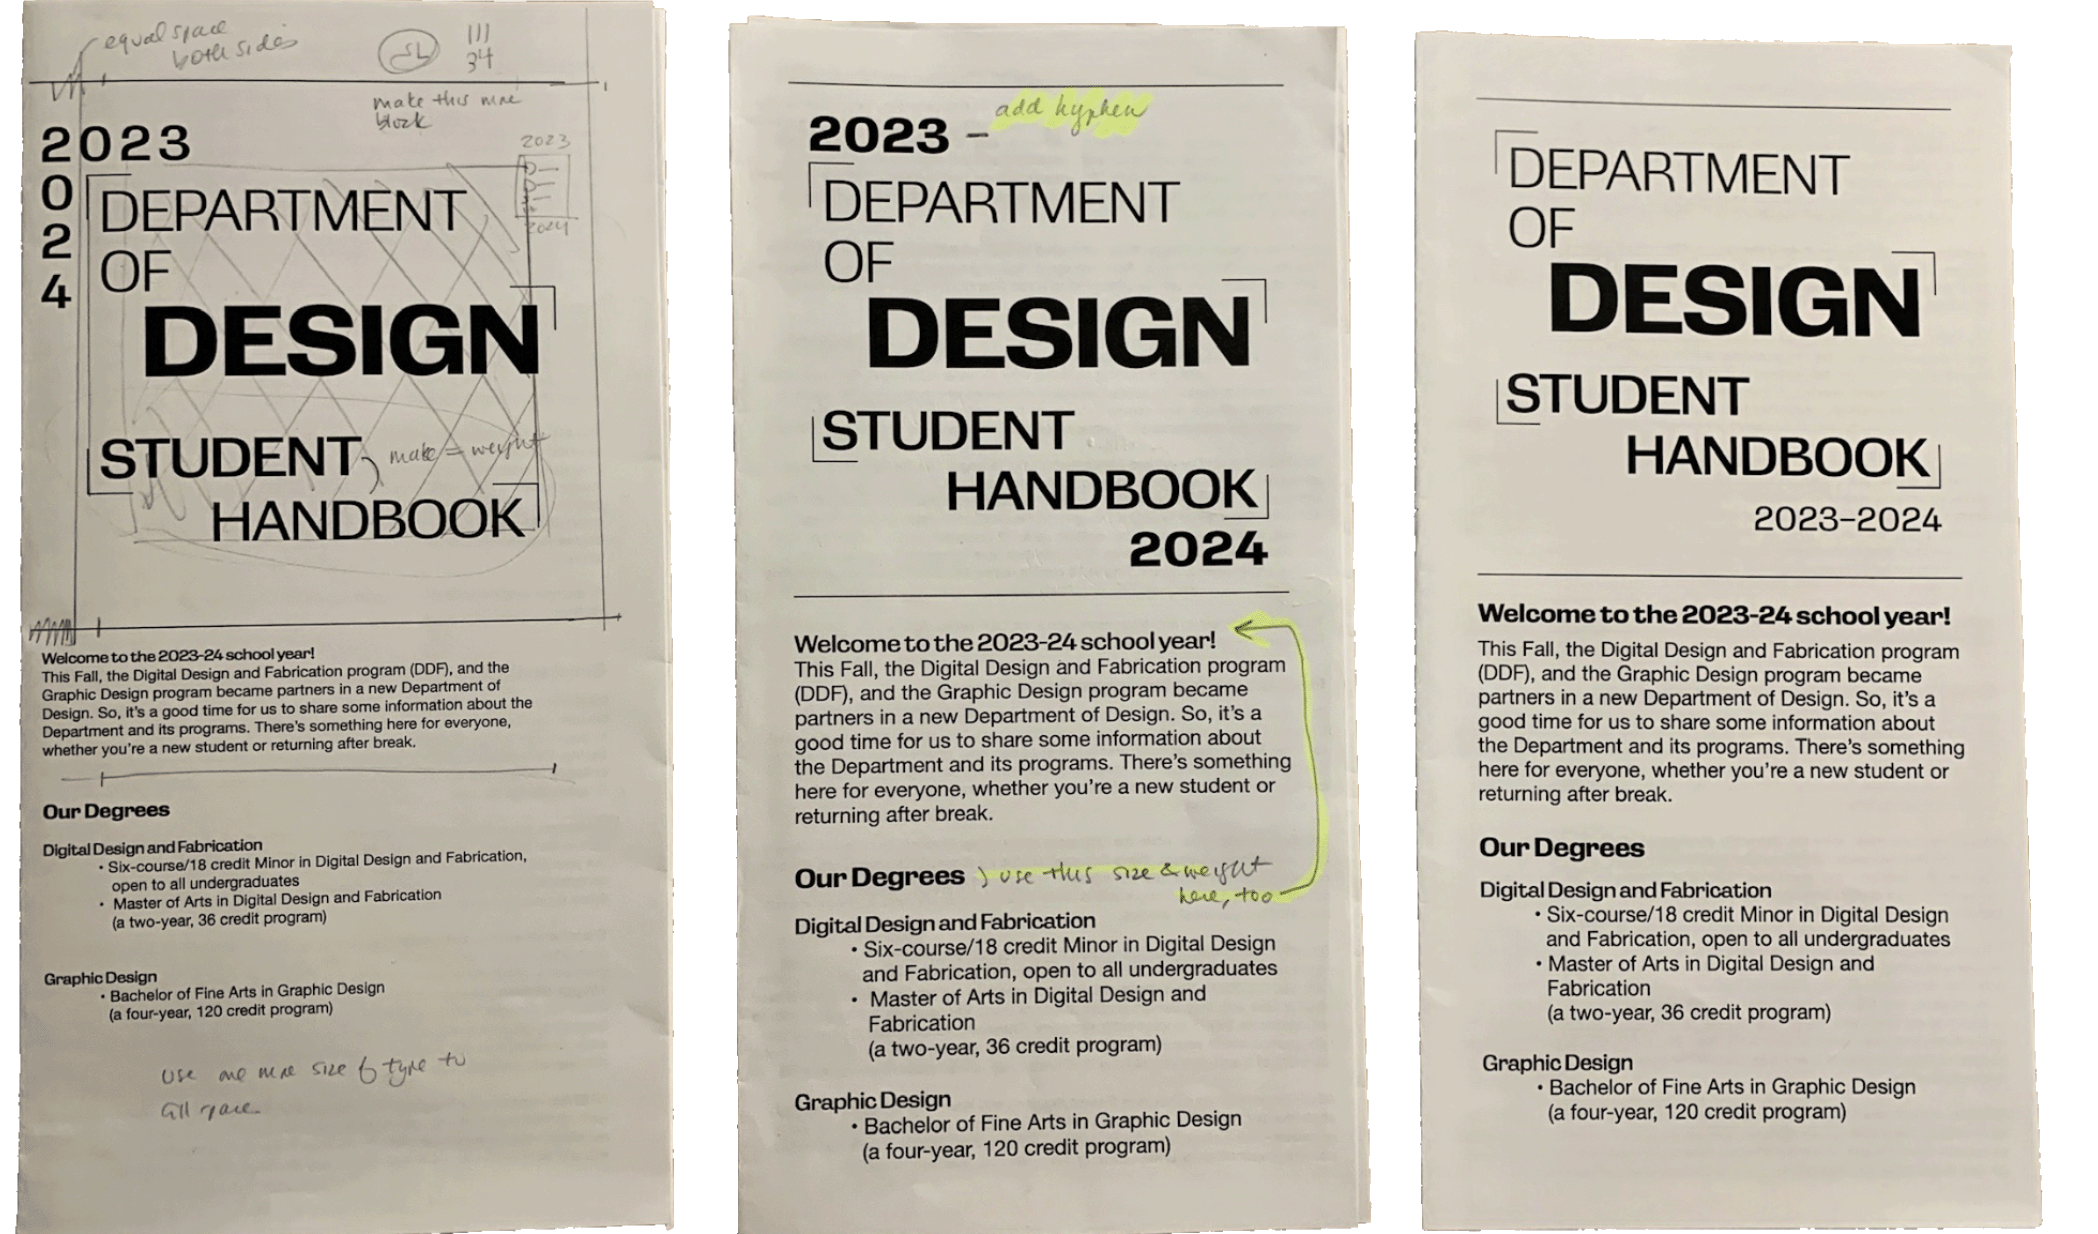 equal space
both sides
SL
111
34
make this more
block
2023
2024
2023
0
2
4
DEPARTMENT
OF
DESIGN
STUDENT
make = weight
HANDBOOK
Welcome to the 2023-24 school year!
This Fall, the Digital Design and Fabrication program (DDF), and the
Graphic Design program became partners in a new Department of
Design. So, it's a good time for us to share some information about the
Department and its programs. There's something here for everyone,
whether you're a new student or returning after break.
Our Degrees
Digital Design and Fabrication
• Six-course/18 credit Minor in Digital Design and Fabrication,
open to all undergraduates
• Master of Arts in Digital Design and Fabrication
(a two-year, 36 credit program)
Graphic Design
• Bachelor of Fine Arts in Graphic Design
(a four-year, 120 credit program)
use one more size of type to
fill space
2023 –
add hyphen
DEPARTMENT
OF
DESIGN
STUDENT
HANDBOOK
2024
Welcome to the 2023-24 school year!
This Fall, the Digital Design and Fabrication program
(DDF), and the Graphic Design program became
partners in a new Department of Design. So, it's a
good time for us to share some information about
the Department and its programs. There's something
here for everyone, whether you're a new student or
returning after break.
Our Degrees
use this size & weight
here, too
Digital Design and Fabrication
• Six-course/18 credit Minor in Digital Design
and Fabrication, open to all undergraduates
• Master of Arts in Digital Design and
Fabrication
(a two-year, 36 credit program)
Graphic Design
• Bachelor of Fine Arts in Graphic Design
(a four-year, 120 credit program)
DEPARTMENT
OF
DESIGN
STUDENT
HANDBOOK
2023–2024
Welcome to the 2023-24 school year!
This Fall, the Digital Design and Fabrication program
(DDF), and the Graphic Design program became
partners in a new Department of Design. So, it's a
good time for us to share some information about
the Department and its programs. There's something
here for everyone, whether you're a new student or
returning after break.
Our Degrees
Digital Design and Fabrication
• Six-course/18 credit Minor in Digital Design
and Fabrication, open to all undergraduates
• Master of Arts in Digital Design and
Fabrication
(a two-year, 36 credit program)
Graphic Design
• Bachelor of Fine Arts in Graphic Design
(a four-year, 120 credit program)